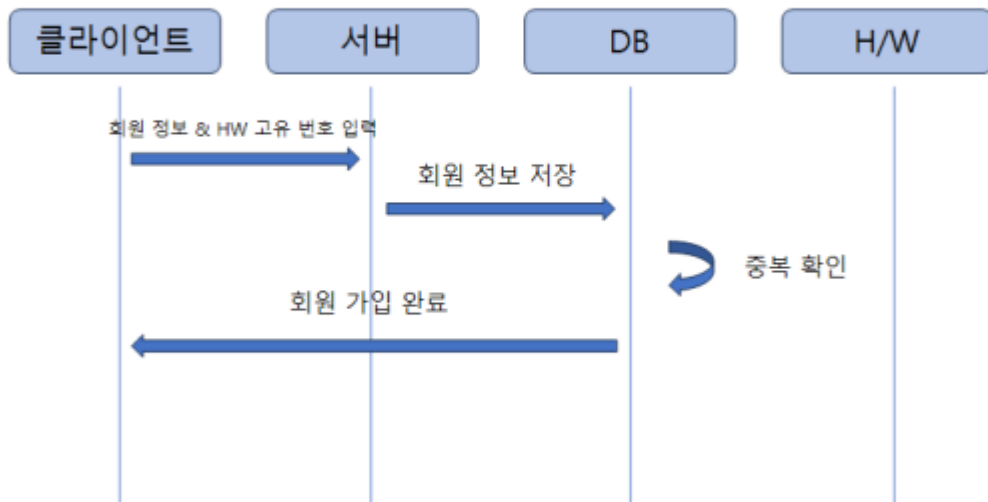 클라이언트
서버
DB
H/W
회원 정보 & HW 고유 번호 입력
회원 정보 저장
중복 확인
회원 가입 완료